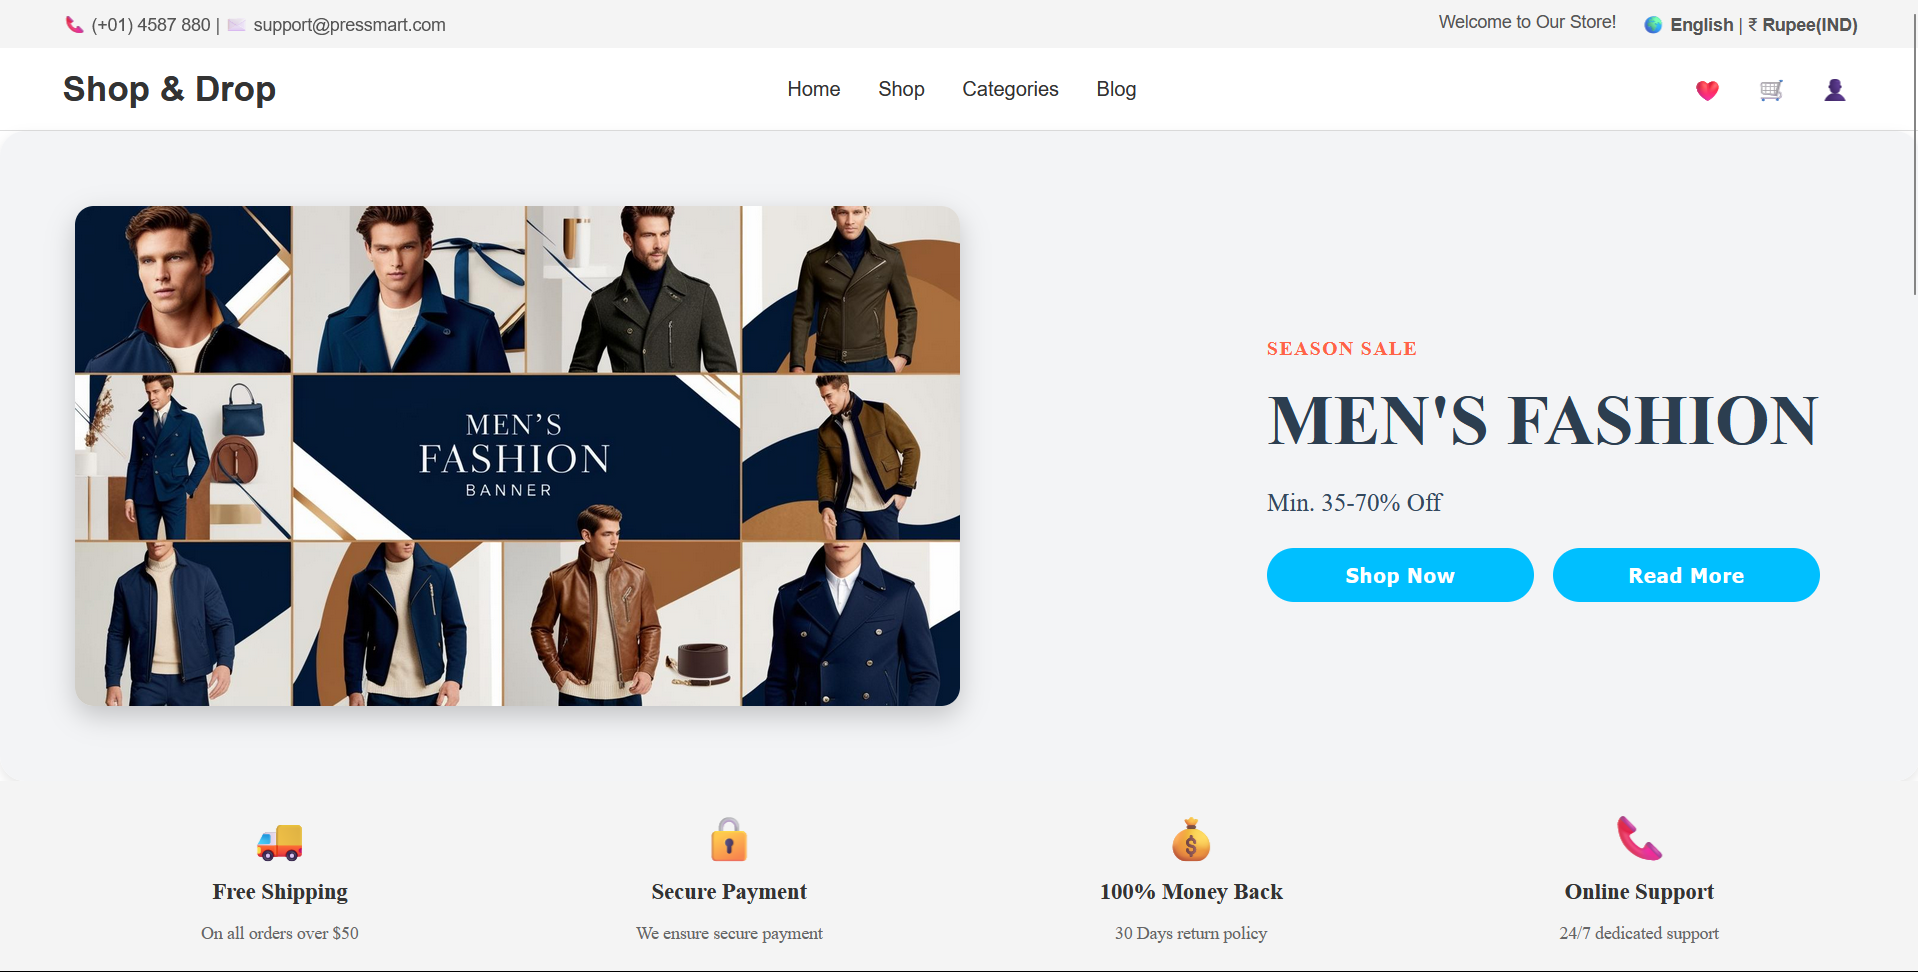 (+01) 4587 880 | support@pressmart.com
Welcome to Our Store!
English | ₹ Rupee(IND)
Shop & Drop
Home
Shop
Categories
Blog
MEN’S
FASHION
BANNER
SEASON SALE
MEN'S FASHION
Min. 35-70% Off
Shop Now
Read More
Free Shipping
On all orders over $50
Secure Payment
We ensure secure payment
100% Money Back
30 Days return policy
Online Support
24/7 dedicated support